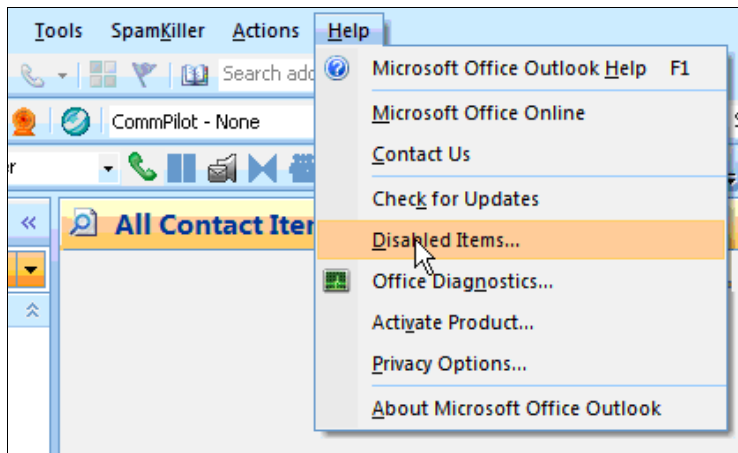 Tools SpamKiller Actions Help
Search add
CommPilot - None
r
All Contact Iter
Microsoft Office Outlook Help F1
Microsoft Office Online
Contact Us
Check for Updates
Disabled Items...
Office Diagnostics...
Activate Product...
Privacy Options...
About Microsoft Office Outlook